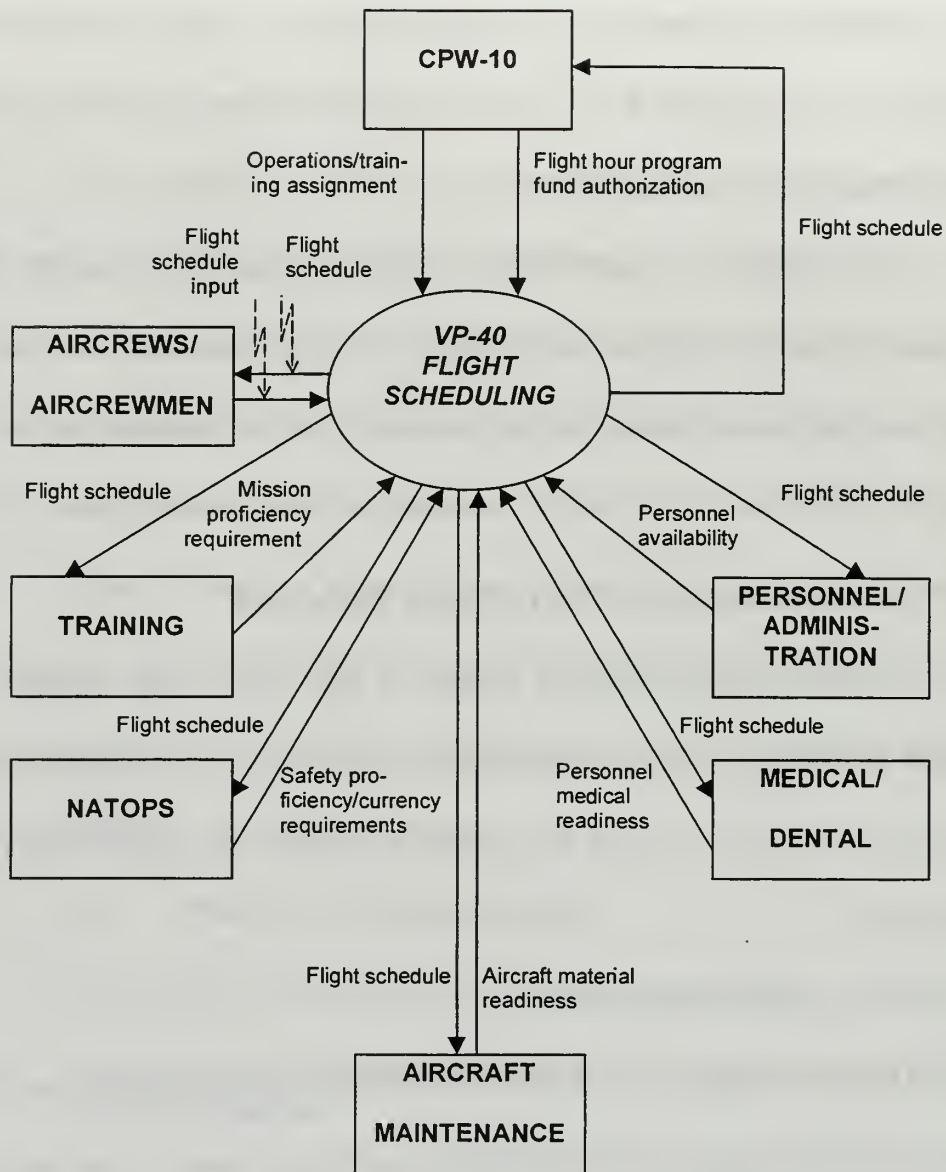 CPW-10
Operations/train-
ing assignment
Flight hour program
fund authorization
Flight schedule
Flight
schedule
input
Flight
schedule
AIRCREWS/
AIRCREWMEN
VP-40
FLIGHT
SCHEDULING
Flight schedule
Mission
proficiency
requirement
Personnel
availability
Flight schedule
TRAINING
PERSONNEL/
ADMINIS-
TRATION
Flight schedule
Safety pro-
ficiency/currency
requirements
Personnel
medical
readiness
Flight schedule
NATOPS
MEDICAL/
DENTAL
Flight schedule
Aircraft material
readiness
AIRCRAFT
MAINTENANCE